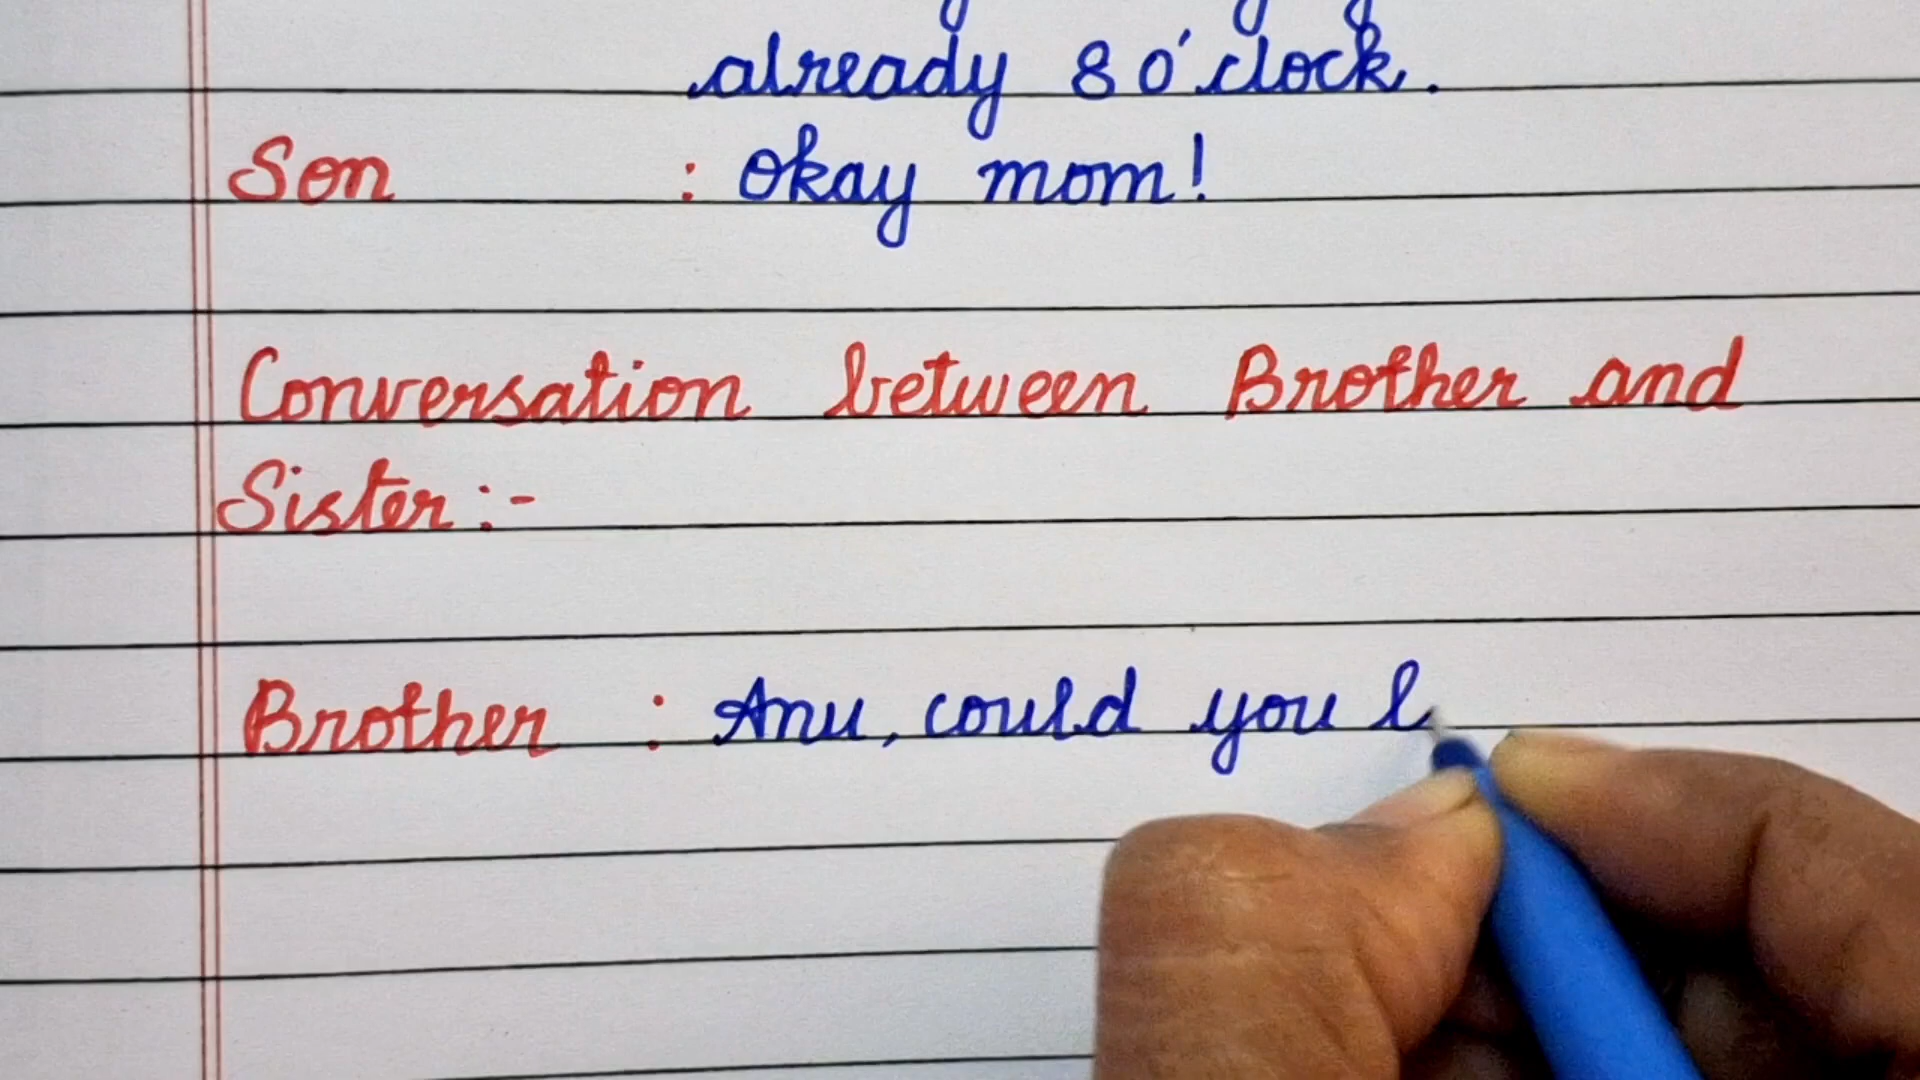 already 8 o'clock.
Son : Okay mom!
Conversation between Brother and
Sister :-
Brother : Anu, could you l